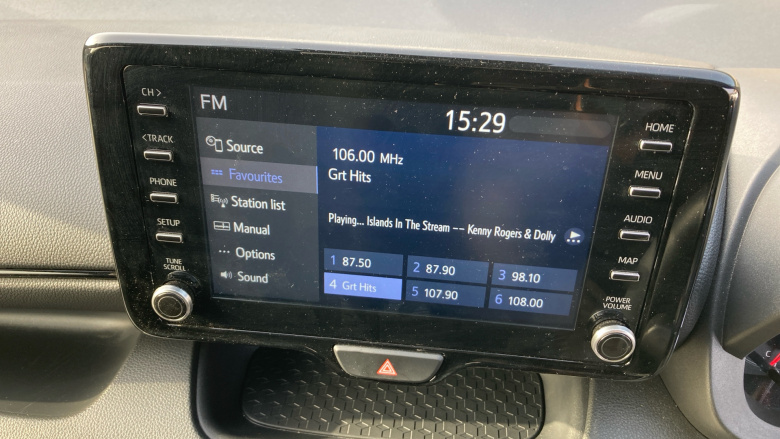 FM
15:29
CH >
< TRACK
PHONE
SETUP
TUNE
SCROLL
Source
Favourites
Station list
Manual
Options
Sound
106.00 MHz
Grt Hits
Playing... Islands In The Stream -- Kenny Rogers & Dolly
1 87.50
2 87.90
3 98.10
4 Grt Hits
5 107.90
6 108.00
HOME
MENU
AUDIO
MAP
POWER
VOLUME
C